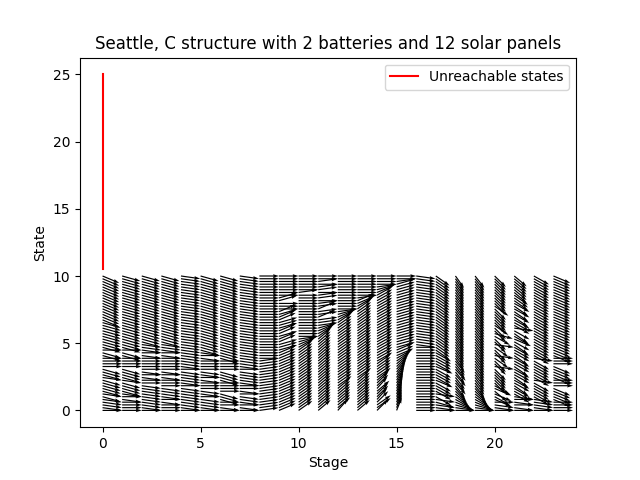 Seattle, C structure with 2 batteries and 12 solar panels
Unreachable states
25
20
15
10
5
0
State
0 5 10 15 20
Stage